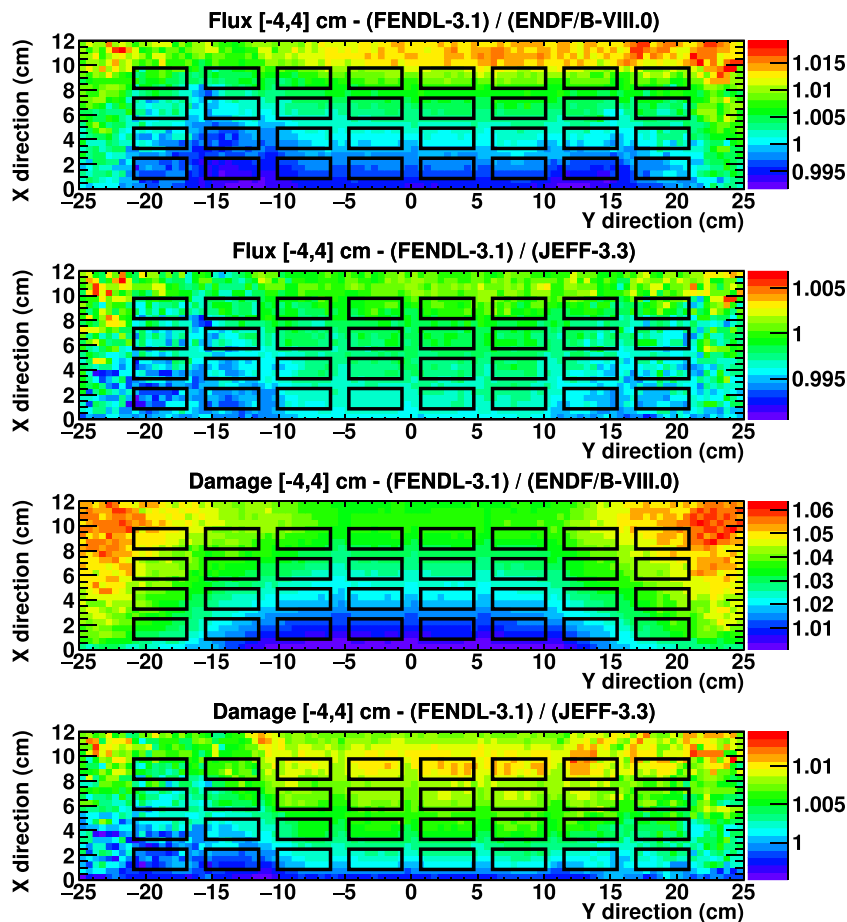 Flux [-4,4] cm - (FENDL-3.1) / (ENDF/B-VIII.0)
X direction (cm)
12
10
8
6
4
2
0
1.015
1.005
0.995
−25 −20 −15 −10 −5 0 5 10 15 20 25
Y direction (cm)
Flux [-4,4] cm - (FENDL-3.1) / (JEFF-3.3)
X direction (cm)
12
10
8
6
4
2
0
1.005
1
0.995
−25 −20 −15 −10 −5 0 5 10 15 20 25
Y direction (cm)
Damage [-4,4] cm - (FENDL-3.1) / (ENDF/B-VIII.0)
X direction (cm)
12
10
8
6
4
2
0
1.06
1.05
1.04
1.03
1.02
1.01
−25 −20 −15 −10 −5 0 5 10 15 20 25
Y direction (cm)
Damage [-4,4] cm - (FENDL-3.1) / (JEFF-3.3)
X direction (cm)
12
10
8
6
4
2
0
1.01
1.005
1
−25 −20 −15 −10 −5 0 5 10 15 20 25
Y direction (cm)